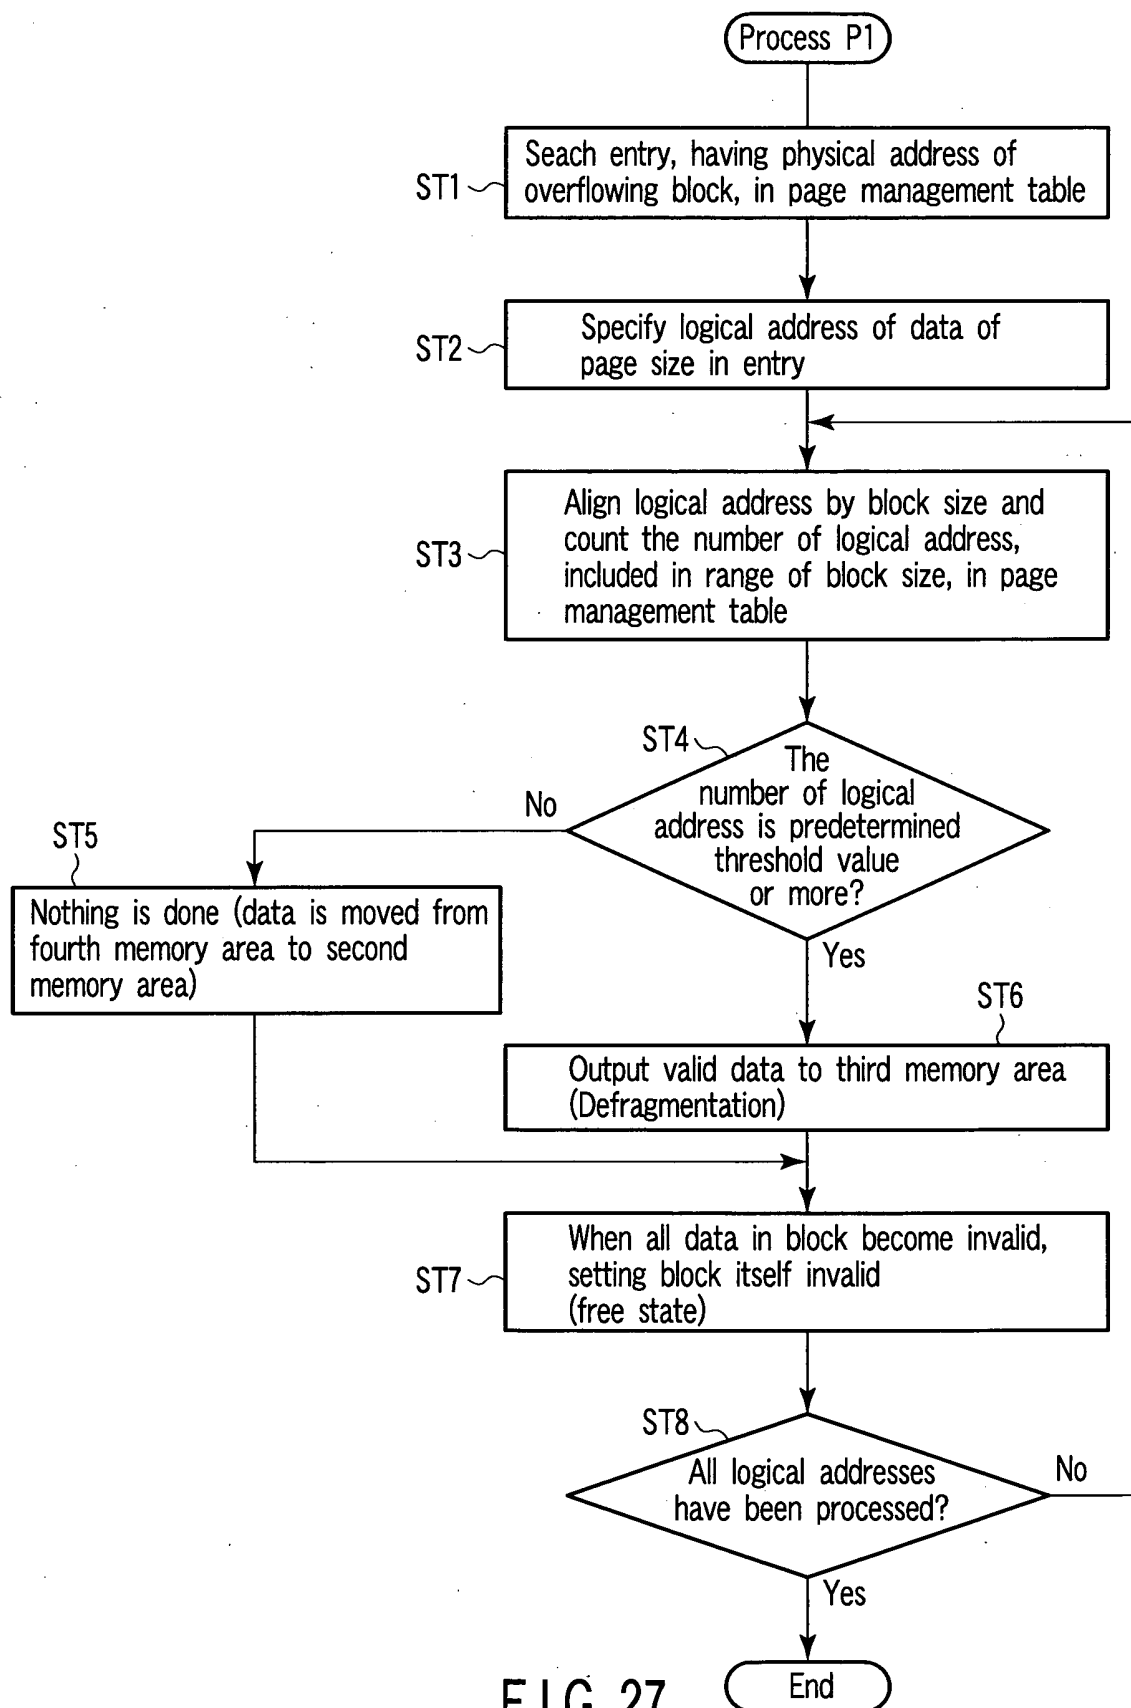 Process P1
ST1
Seach entry, having physical address of
overflowing block, in page management table
ST2
Specify logical address of data of
page size in entry
ST3
Align logical address by block size and
count the number of logical address,
included in range of block size, in page
management table
ST4
The
number of logical
address is predetermined
threshold value
or more?
No
Yes
ST5
Nothing is done (data is moved from
fourth memory area to second
memory area)
ST6
Output valid data to third memory area
(Defragmentation)
ST7
When all data in block become invalid,
setting block itself invalid
(free state)
ST8
All logical addresses
have been processed?
No
Yes
End
FIG. 27